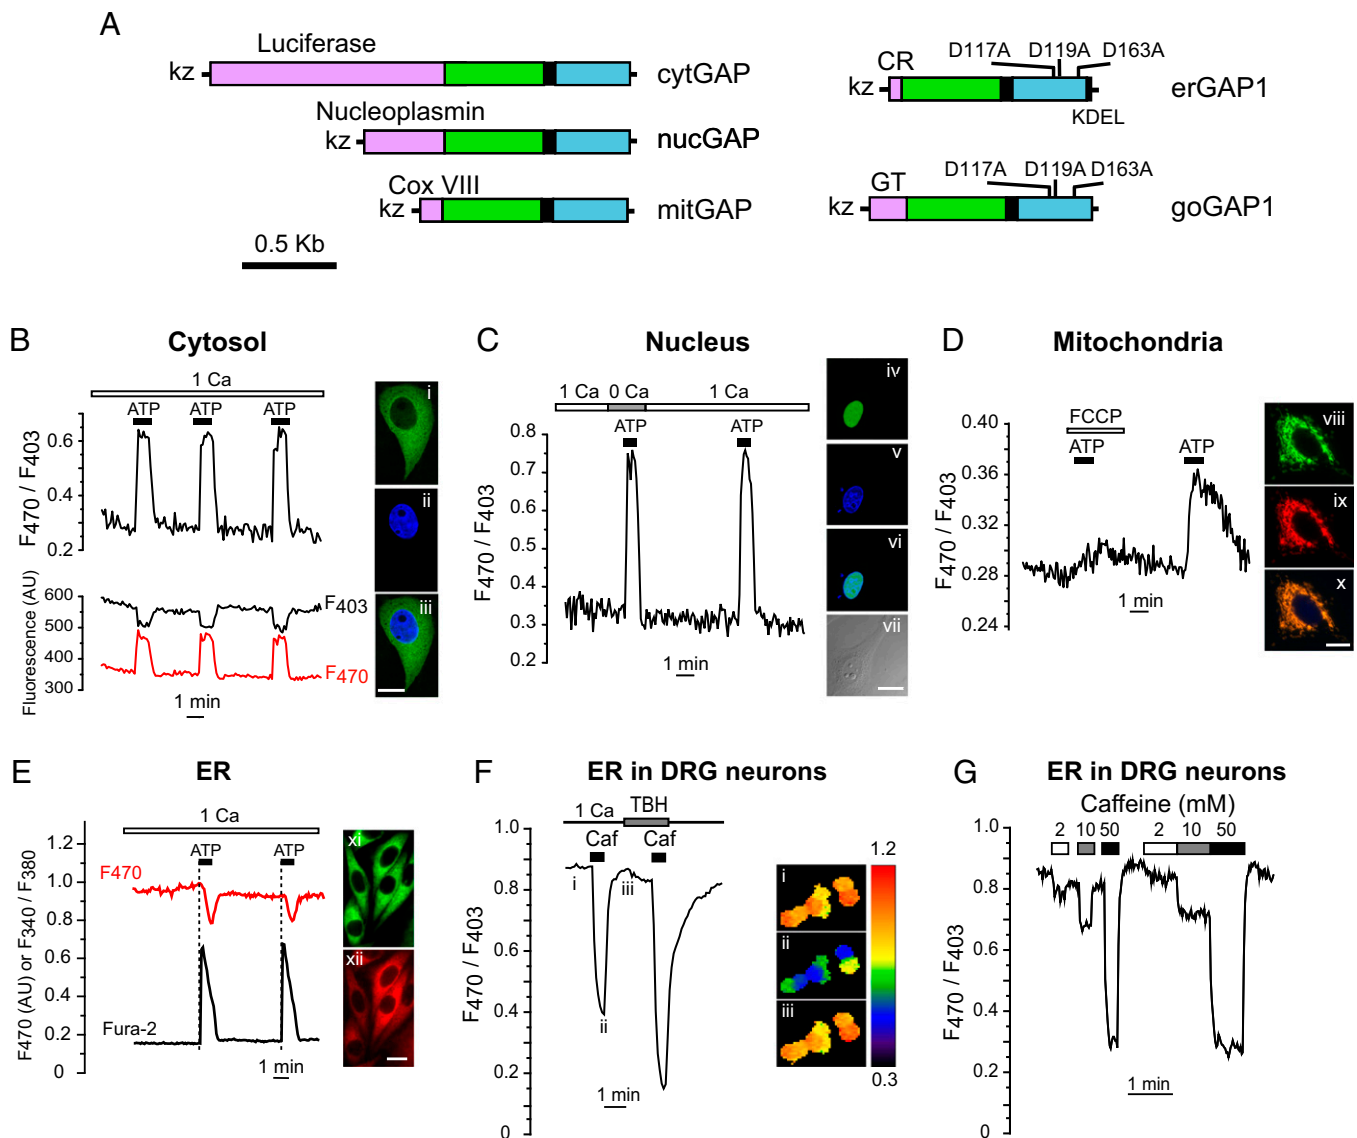 A
Luciferase
kz
cytGAP
Nucleoplasmin
kz
nucGAP
Cox VIII
kz
mitGAP
0.5 Kb
D117A D119A D163A
CR
kz
erGAP1
KDEL
D117A D119A D163A
GT
kz
goGAP1
B Cytosol
1 Ca
ATP ATP ATP
F470 / F403
0.6
0.4
0.2
Fluorescence (AU)
600
500
400
300
F403
F470
1 min
i
ii
iii
C Nucleus
1 Ca 0 Ca 1 Ca
ATP ATP
F470 / F403
0.8
0.7
0.6
0.5
0.4
0.3
0.2
1 min
iv
v
vi
vii
D Mitochondria
FCCP
ATP ATP
F470 / F403
0.40
0.36
0.32
0.28
0.24
1 min
viii
ix
x
E ER
1 Ca
ATP ATP
F470 (AU) or F340 / F380
1.2
1.0
0.8
0.6
0.4
0.2
0
F470
Fura-2
1 min
xi
xii
F ER in DRG neurons
1 Ca TBH
Caf Caf
F470 / F403
1.0
0.8
0.6
0.4
0.2
0
i
ii
iii
1 min
i
ii
iii
1.2
0.3
G ER in DRG neurons
Caffeine (mM)
2 10 50 2 10 50
F470 / F403
1.0
0.8
0.6
0.4
0.2
0
1 min